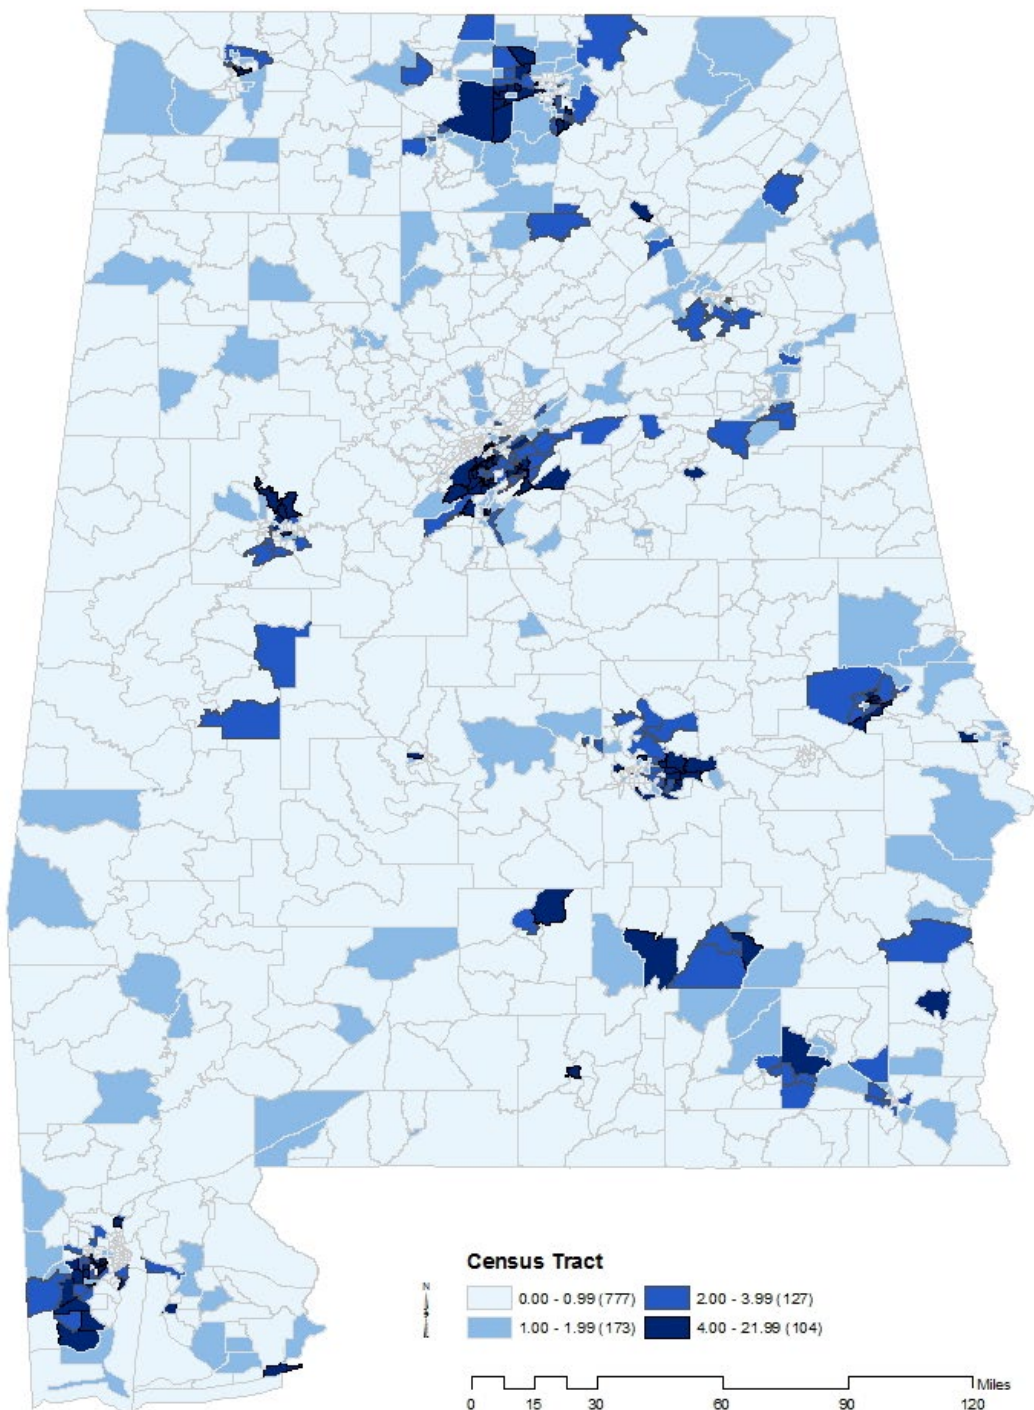 Census Tract
N
0.00 - 0.99 (777) 2.00 - 3.99 (127)
1.00 - 1.99 (173) 4.00 - 21.99 (104)
Miles
0 15 30 60 90 120